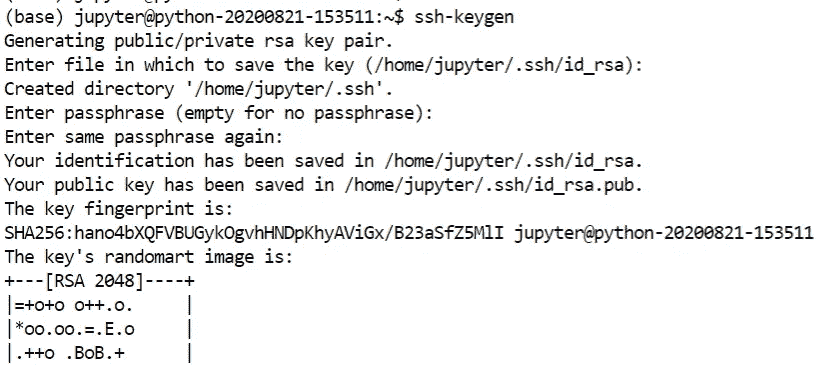 (base) jupyter@python-20200821-153511:~$ ssh-keygen
Generating public/private rsa key pair.
Enter file in which to save the key (/home/jupyter/.ssh/id_rsa):
Created directory '/home/jupyter/.ssh'.
Enter passphrase (empty for no passphrase):
Enter same passphrase again:
Your identification has been saved in /home/jupyter/.ssh/id_rsa.
Your public key has been saved in /home/jupyter/.ssh/id_rsa.pub.
The key fingerprint is:
SHA256:hano4bXQFVBUGykOgvhHNDpKhyAViGx/B23aSfZ5MlI jupyter@python-20200821-153511
The key's randomart image is:
+---[RSA 2048]----+
|=+o+o o++.o.     |
|*oo.oo.=.E.o     |
|.++o .BoB.+      |